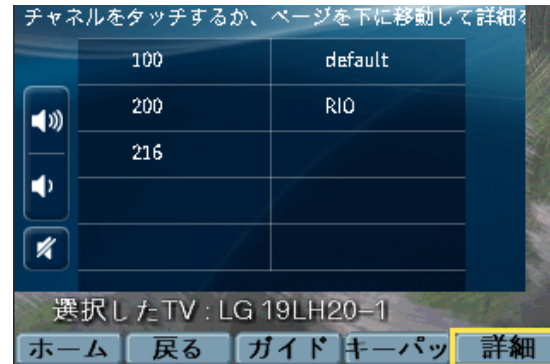 チャネルをタッチするか、ページを下に移動して詳細
100 default
200 RIO
216
選択したTV : LG 19LH20-1
ホーム 戻る ガイド キーパッ 詳細